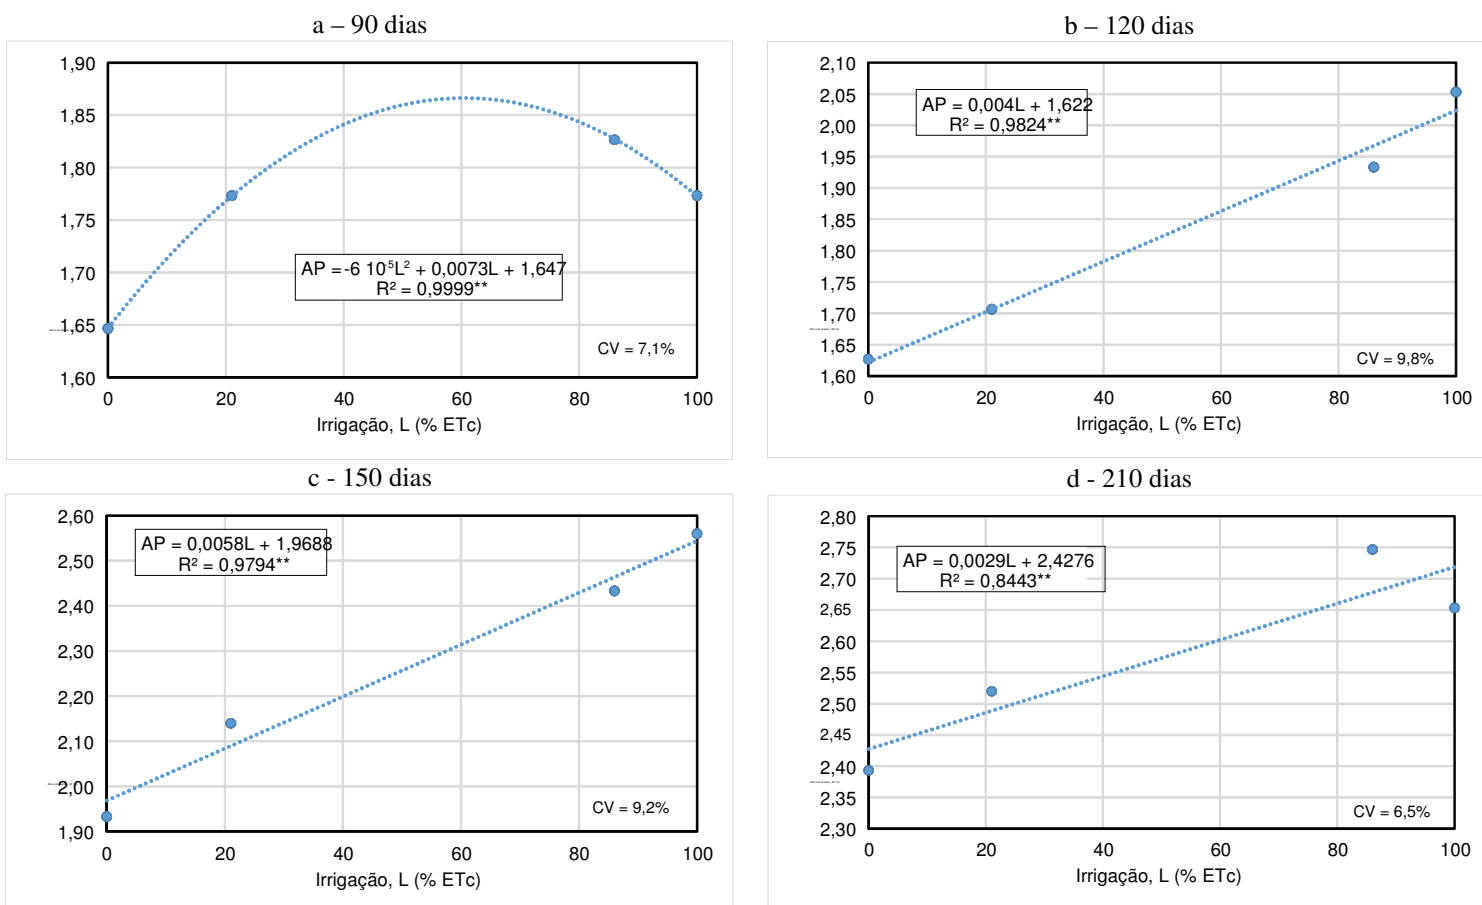 a – 90 dias
1,90
1,85
1,80
1,75
1,70
1,65
1,60
AP = -6 10⁻⁵L² + 0,0073L + 1,647
R² = 0,9999**
CV = 7,1%
0 20 40 60 80 100
Irrigação, L (% ETc)
b – 120 dias
2,10
2,05
2,00
1,95
1,90
1,85
1,80
1,75
1,70
1,65
1,60
AP = 0,004L + 1,622
R² = 0,9824**
CV = 9,8%
0 20 40 60 80 100
Irrigação, L (% ETc)
c - 150 dias
2,60
2,50
2,40
2,30
2,20
2,10
2,00
1,90
AP = 0,0058L + 1,9688
R² = 0,9794**
CV = 9,2%
0 20 40 60 80 100
Irrigação, L (% ETc)
d - 210 dias
2,80
2,75
2,70
2,65
2,60
2,55
2,50
2,45
2,40
2,35
2,30
AP = 0,0029L + 2,4276
R² = 0,8443**
CV = 6,5%
0 20 40 60 80 100
Irrigação, L (% ETc)